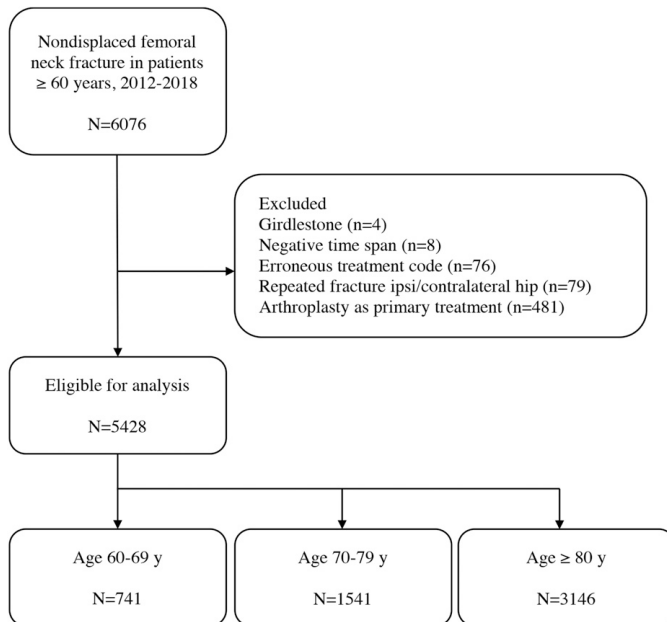 Nondisplaced femoral
neck fracture in patients
≥ 60 years, 2012-2018
N=6076
Excluded
Girdlestone (n=4)
Negative time span (n=8)
Erroneous treatment code (n=76)
Repeated fracture ipsi/contralateral hip (n=79)
Arthroplasty as primary treatment (n=481)
Eligible for analysis
N=5428
Age 60-69 y
N=741
Age 70-79 y
N=1541
Age ≥ 80 y
N=3146